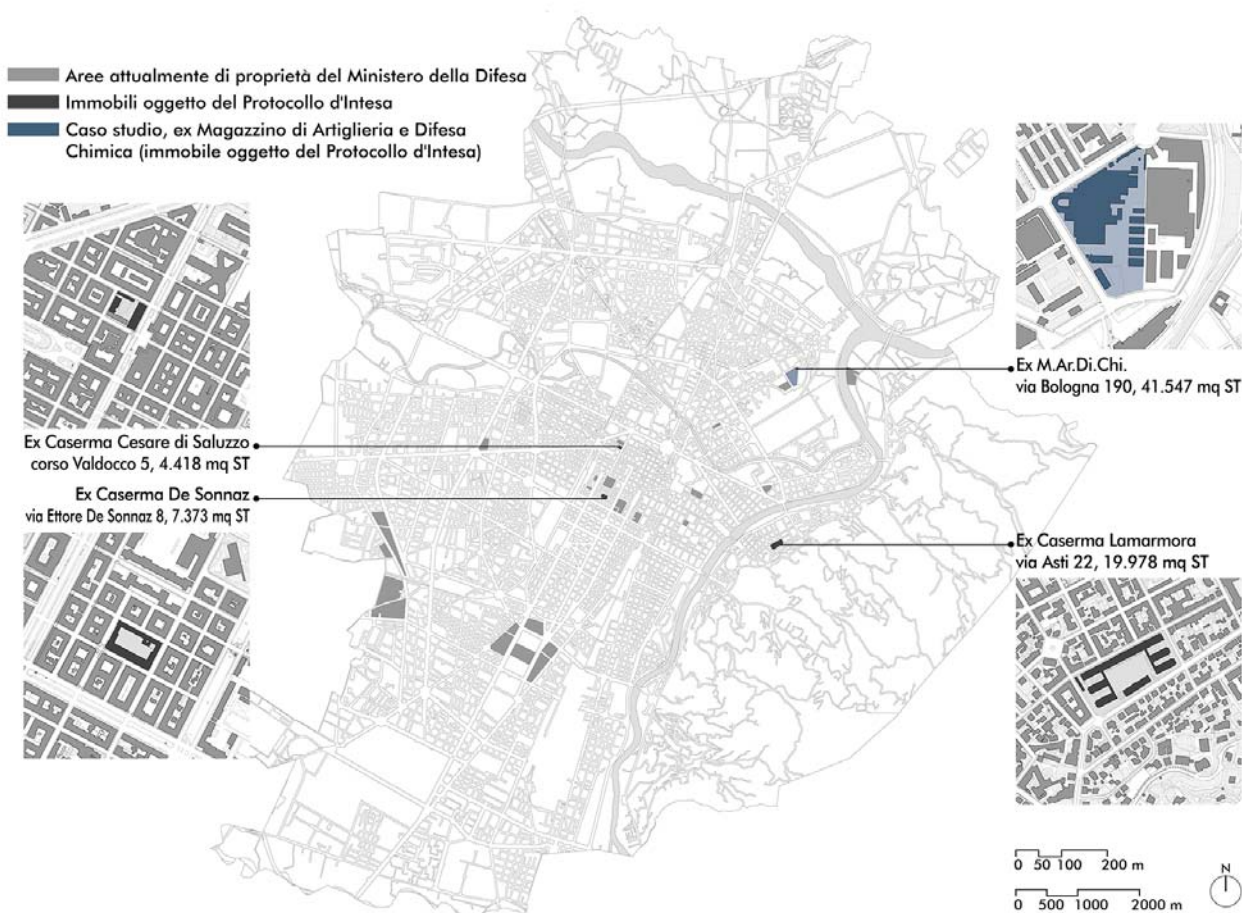 Aree attualmente di proprietà del Ministero della Difesa
Immobili oggetto del Protocollo d'Intesa
Caso studio, ex Magazzino di Artiglieria e Difesa
Chimica (immobile oggetto del Protocollo d'Intesa)
Ex M.Ar.Di.Chi.
via Bologna 190, 41.547 mq ST
Ex Caserma Cesare di Saluzzo
corso Valdocco 5, 4.418 mq ST
Ex Caserma De Sonnaz
via Ettore De Sonnaz 8, 7.373 mq ST
Ex Caserma Lamarmora
via Asti 22, 19.978 mq ST
0 50 100 200 m
0 500 1000 2000 m
N